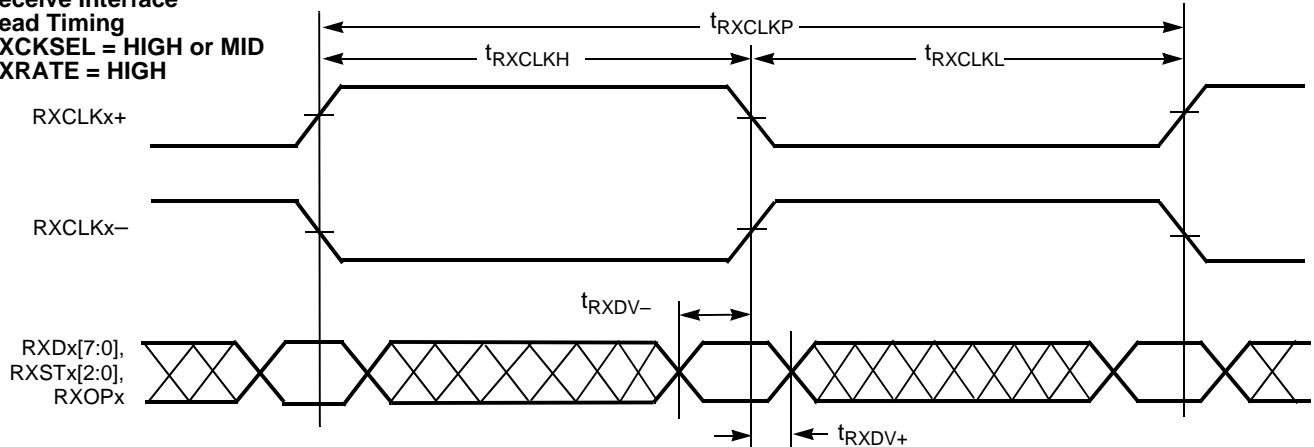 eceive Interface
ead Timing
XCKSEL = HIGH or MID
XRATE = HIGH
tRXCLKP
tRXCLKH
tRXCLKL
RXCLKx+
RXCLKx–
tRXDV–
RXDx[7:0],
RXSTx[2:0],
RXOPx
tRXDV+